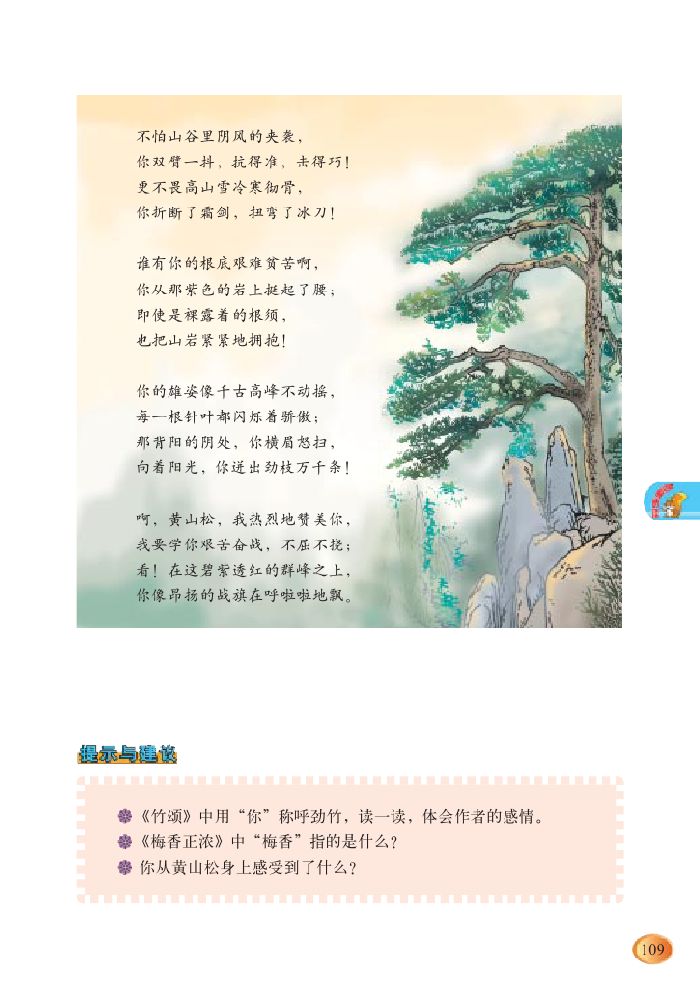 不怕山谷里阴风的夹袭，
你双臂一抖，抗得准，击得巧！
更不畏高山雪冷寒彻骨，
你折断了霜剑，扭弯了冰刀！
谁有你的根底艰难贫苦啊，
你从那紫色的岩上挺起了腰；
即使是裸露着的根须，
也把山岩紧紧地拥抱！
你的雄姿像千古高峰不动摇，
每一根针叶都闪烁着骄傲；
那背阳的阴处，你横眉怒扫，
向着阳光，你迸出劲枝万千条！
啊，黄山松，我热烈地赞美你，
我要学你艰苦奋战，不屈不挠；
看！在这碧紫透红的群峰之上，
你像昂扬的战旗在呼啦啦地飘。
提示与建议
《竹颂》中用“你”称呼劲竹，读一读，体会作者的感情。
《梅香正浓》中“梅香”指的是什么？
你从黄山松身上感受到了什么？
109